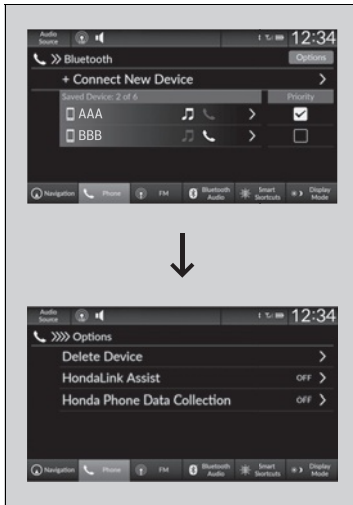 Audio Source 12:34
Bluetooth Options
+ Connect New Device
Saved Device: 2 of 6 Priority
AAA
BBB
Navigation Phone FM Bluetooth Audio Smart Shortcuts Display Mode
Audio Source 12:34
Options
Delete Device
HondaLink Assist OFF
Honda Phone Data Collection OFF
Navigation Phone FM Bluetooth Audio Smart Shortcuts Display Mode